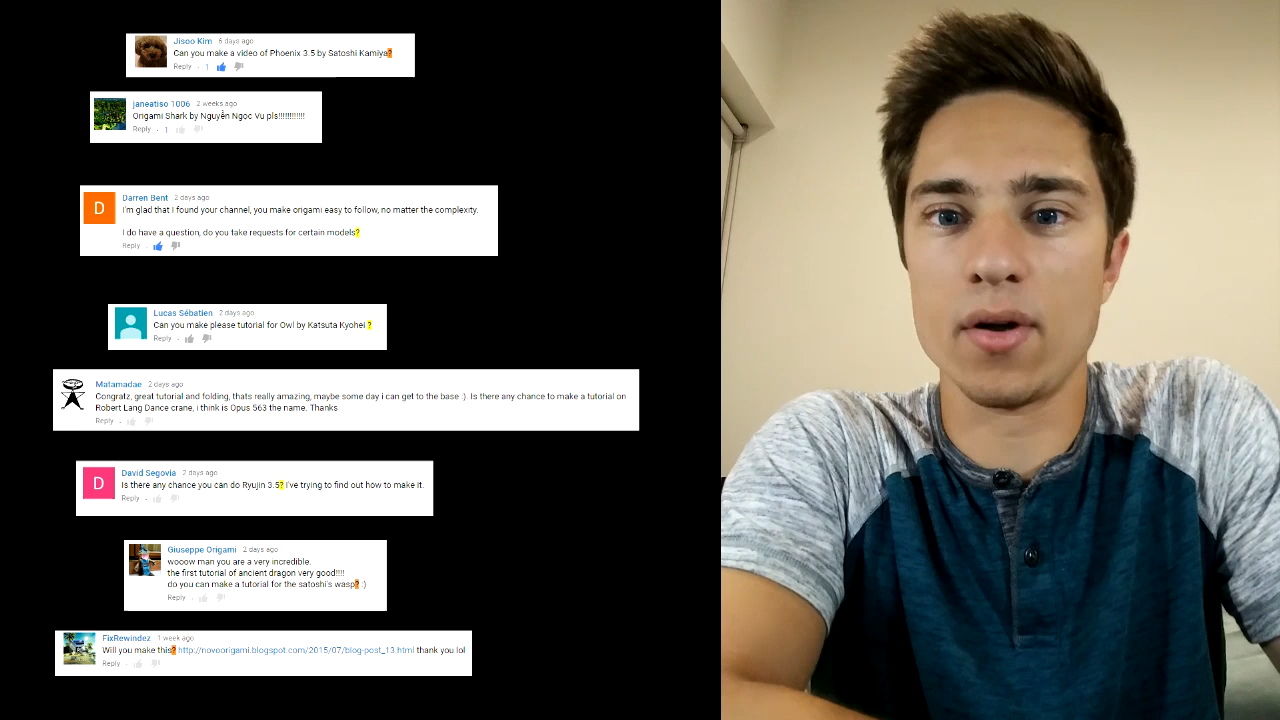 Jisoo Kim 6 days ago
Can you make a video of Phoenix 3.5 by Satoshi Kamiya?
Reply · 1
janeatiso 1006 2 weeks ago
Origami Shark by Nguyễn Ngọc Vu pls!!!!!!!!!!!!
Reply · 1
D
Darren Bent 2 days ago
I'm glad that I found your channel, you make origami easy to follow, no matter the complexity.
I do have a question, do you take requests for certain models?
Reply ·
Lucas Sébatien 2 days ago
Can you make please tutorial for Owl by Katsuta Kyohei ?
Reply ·
Matamadae 2 days ago
Congratz, great tutorial and folding, thats really amazing, maybe some day i can get to the base :). Is there any chance to make a tutorial on
Robert Lang Dance crane, i think is Opus 563 the name. Thanks
Reply ·
D
David Segovia 2 days ago
Is there any chance you can do Ryujin 3.5? I've trying to find out how to make it.
Reply ·
Giuseppe Origami 2 days ago
wooow man you are a very incredible.
the first tutorial of ancient dragon very good!!!!
do you can make a tutorial for the satoshi's wasp? :)
Reply ·
FixRewindez 1 week ago
Will you make this? http://novoorigami.blogspot.com/2015/07/blog-post_13.html thank you lol
Reply ·